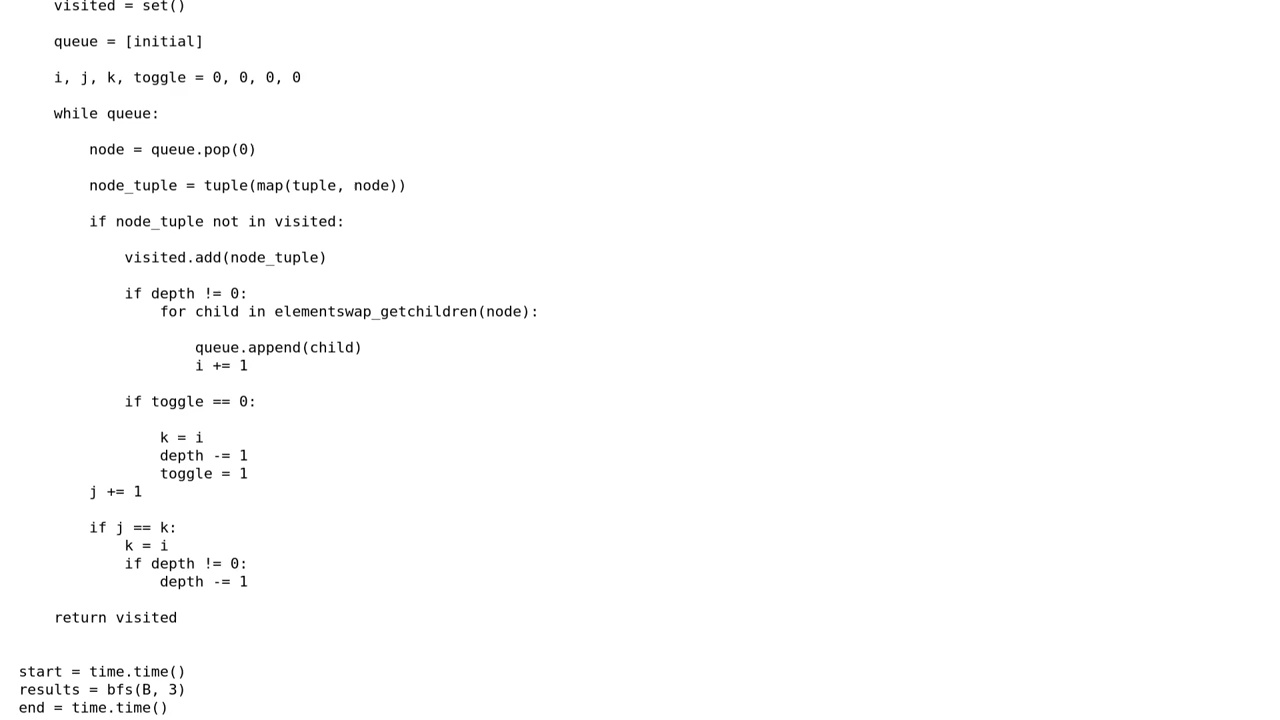 visited = set()
queue = [initial]
i, j, k, toggle = 0, 0, 0, 0
while queue:
node = queue.pop(0)
node_tuple = tuple(map(tuple, node))
if node_tuple not in visited:
visited.add(node_tuple)
if depth != 0:
for child in elementswap_getchildren(node):
queue.append(child)
i += 1
if toggle == 0:
k = i
depth -= 1
toggle = 1
j += 1
if j == k:
k = i
if depth != 0:
depth -= 1
return visited
start = time.time()
results = bfs(B, 3)
end = time.time()